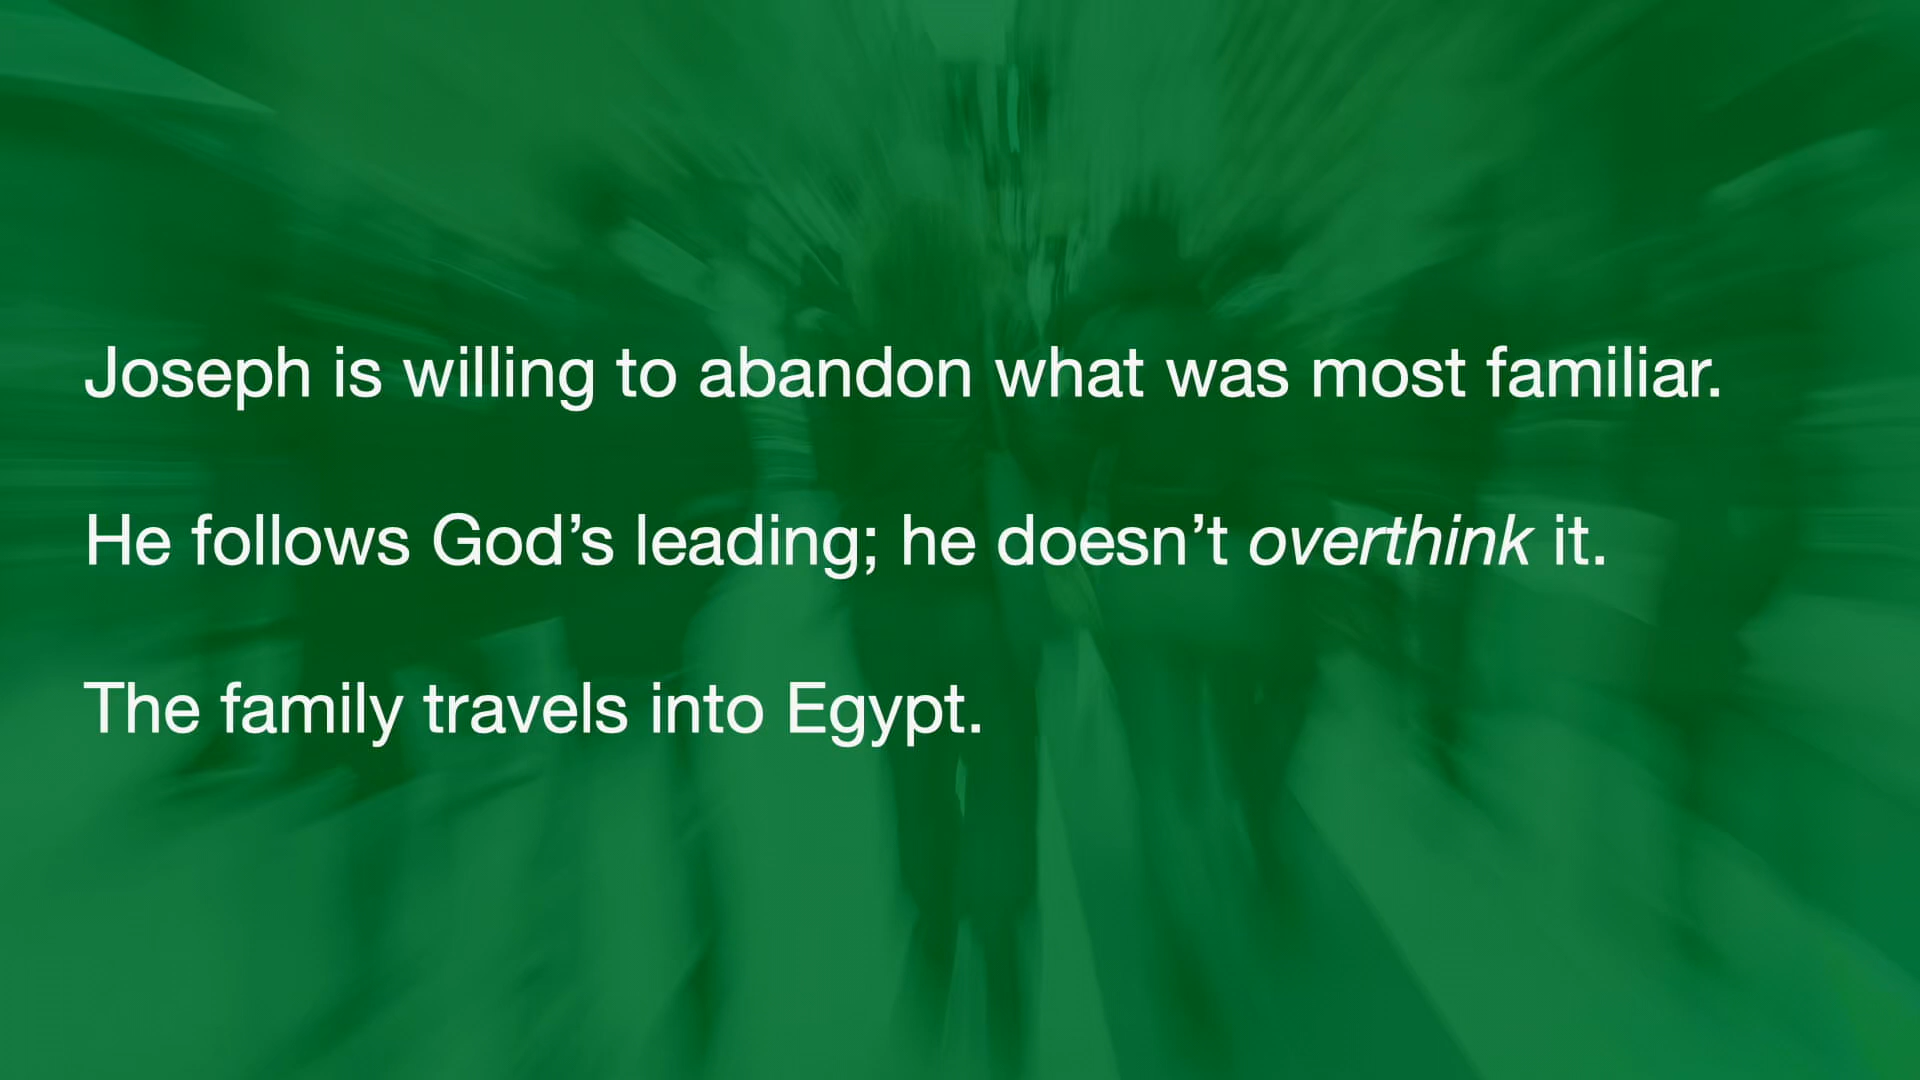 Joseph is willing to abandon what was most familiar.
He follows God’s leading; he doesn’t overthink it.
The family travels into Egypt.